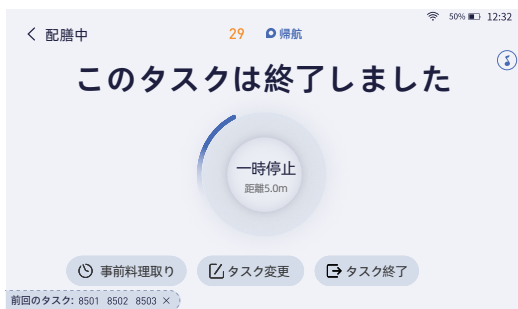 50% 12:32
配膳中 29 帰航
このタスクは終了しました
一時停止
距離5.0m
事前料理取り タスク変更 タスク終了
前回のタスク: 8501 8502 8503 ×